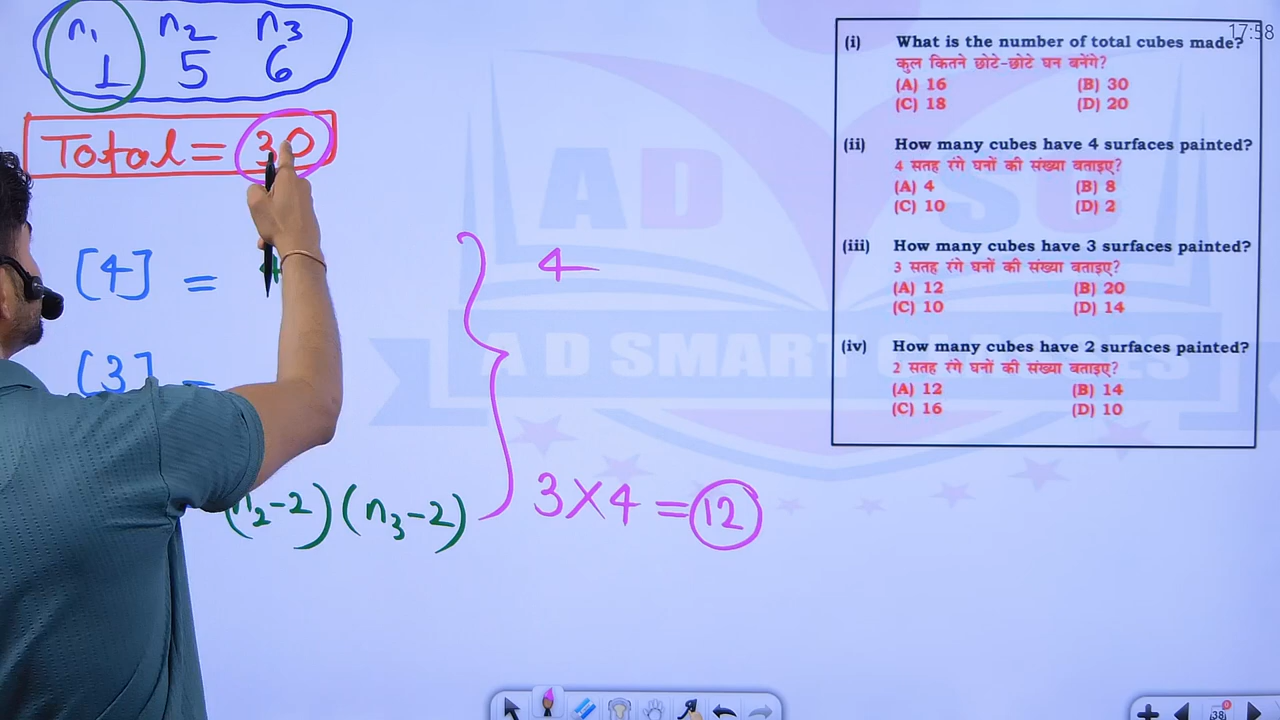 n₁ n₂ n₃
1 5 6
Total = 30
[4] = 4
[3] =
(n₂-2)(n₃-2)
4
3×4 = 12
17:58
(i) What is the number of total cubes made?
कुल कितने छोटे-छोटे घन बनेंगे?
(A) 16 (B) 30
(C) 18 (D) 20
(ii) How many cubes have 4 surfaces painted?
4 सतह रंगे घनों की संख्या बताइए?
(A) 4 (B) 8
(C) 10 (D) 2
(iii) How many cubes have 3 surfaces painted?
3 सतह रंगे घनों की संख्या बताइए?
(A) 12 (B) 20
(C) 10 (D) 14
(iv) How many cubes have 2 surfaces painted?
2 सतह रंगे घनों की संख्या बताइए?
(A) 12 (B) 14
(C) 16 (D) 10
38